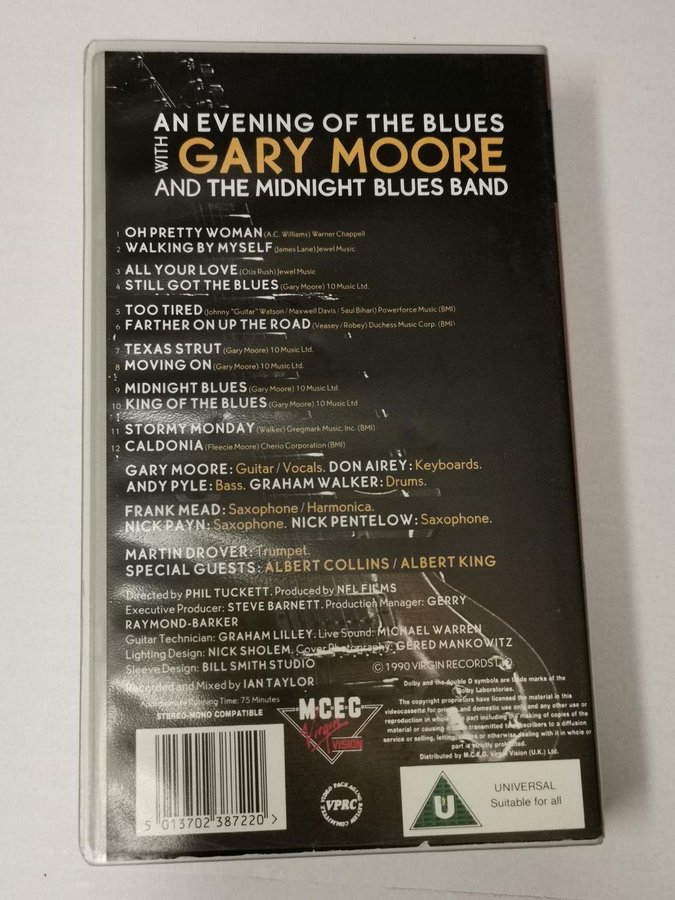 AN EVENING OF THE BLUES
WITH GARY MOORE
AND THE MIDNIGHT BLUES BAND
1 OH PRETTY WOMAN (A.C. Williams) Warner Chappell
2 WALKING BY MYSELF (James Lane) Jewel Music
3 ALL YOUR LOVE (Otis Rush) Jewel Music
4 STILL GOT THE BLUES (Gary Moore) 10 Music Ltd.
5 TOO TIRED (Johnny "Guitar" Watson / Maxwell Davis / Saul Bihari) Powerforce Music (BMI)
6 FARTHER ON UP THE ROAD (Veasey / Robey) Duchess Music Corp. (BMI)
7 TEXAS STRUT (Gary Moore) 10 Music Ltd.
8 MOVING ON (Gary Moore) 10 Music Ltd.
9 MIDNIGHT BLUES (Gary Moore) 10 Music Ltd.
10 KING OF THE BLUES (Gary Moore) 10 Music Ltd
11 STORMY MONDAY (Walker) Gregmark Music, Inc. (BMI)
12 CALDONIA (Fleecie Moore) Cherio Corporation (BMI)
GARY MOORE: Guitar / Vocals. DON AIREY: Keyboards.
ANDY PYLE: Bass. GRAHAM WALKER: Drums.
FRANK MEAD: Saxophone / Harmonica.
NICK PAYN: Saxophone. NICK PENTELOW: Saxophone.
MARTIN DROVER: Trumpet.
SPECIAL GUESTS: ALBERT COLLINS / ALBERT KING
Directed by PHIL TUCKETT. Produced by NFL FILMS
Executive Producer: STEVE BARNETT. Production Manager: GERRY
RAYMOND-BARKER
Guitar Technician: GRAHAM LILLEY. Live Sound: MICHAEL WARREN
Lighting Design: NICK SHOLEM. Cover Photography: GERED MANKOWITZ
Sleeve Design: BILL SMITH STUDIO
© 1990 VIRGIN RECORDS LTD
Recorded and Mixed by IAN TAYLOR
Approximate Running Time: 75 Minutes
STEREO-MONO COMPATIBLE
Dolby and the double D symbols are trade marks of the
Dolby Laboratories.
The copyright proprietors have licensed the material in this
videocassette for private and domestic use only and any other use or
reproduction in whole or part including the making of copies of the
material or causing it to be transmitted to subscribers to a diffusion
service or selling, letting, hire or otherwise dealing with it in whole or
part is strictly prohibited.
Distributed by M.C.E.G. Virgin Vision (U.K.) Ltd.
M·C·E·G
Virgin
VISION
5 013702 387220 >
VIDEO PACKAGING REVIEW COMMITTEE
VPRC
U
UNIVERSAL
Suitable for all